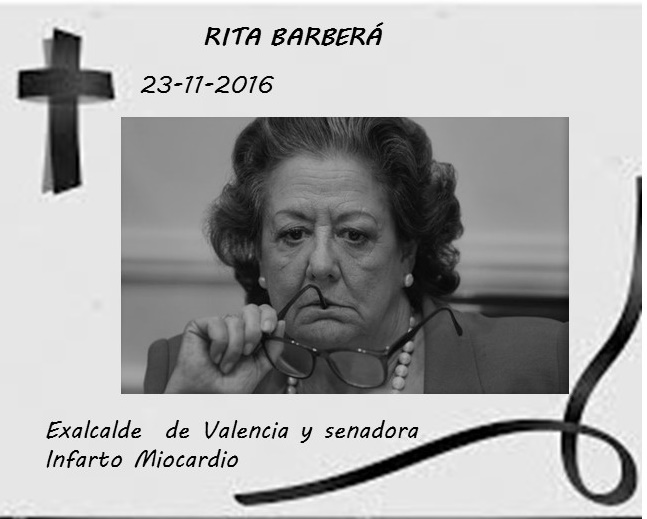 RITA BARBERÁ
23-11-2016
Exalcalde de Valencia y senadora
Infarto Miocardio